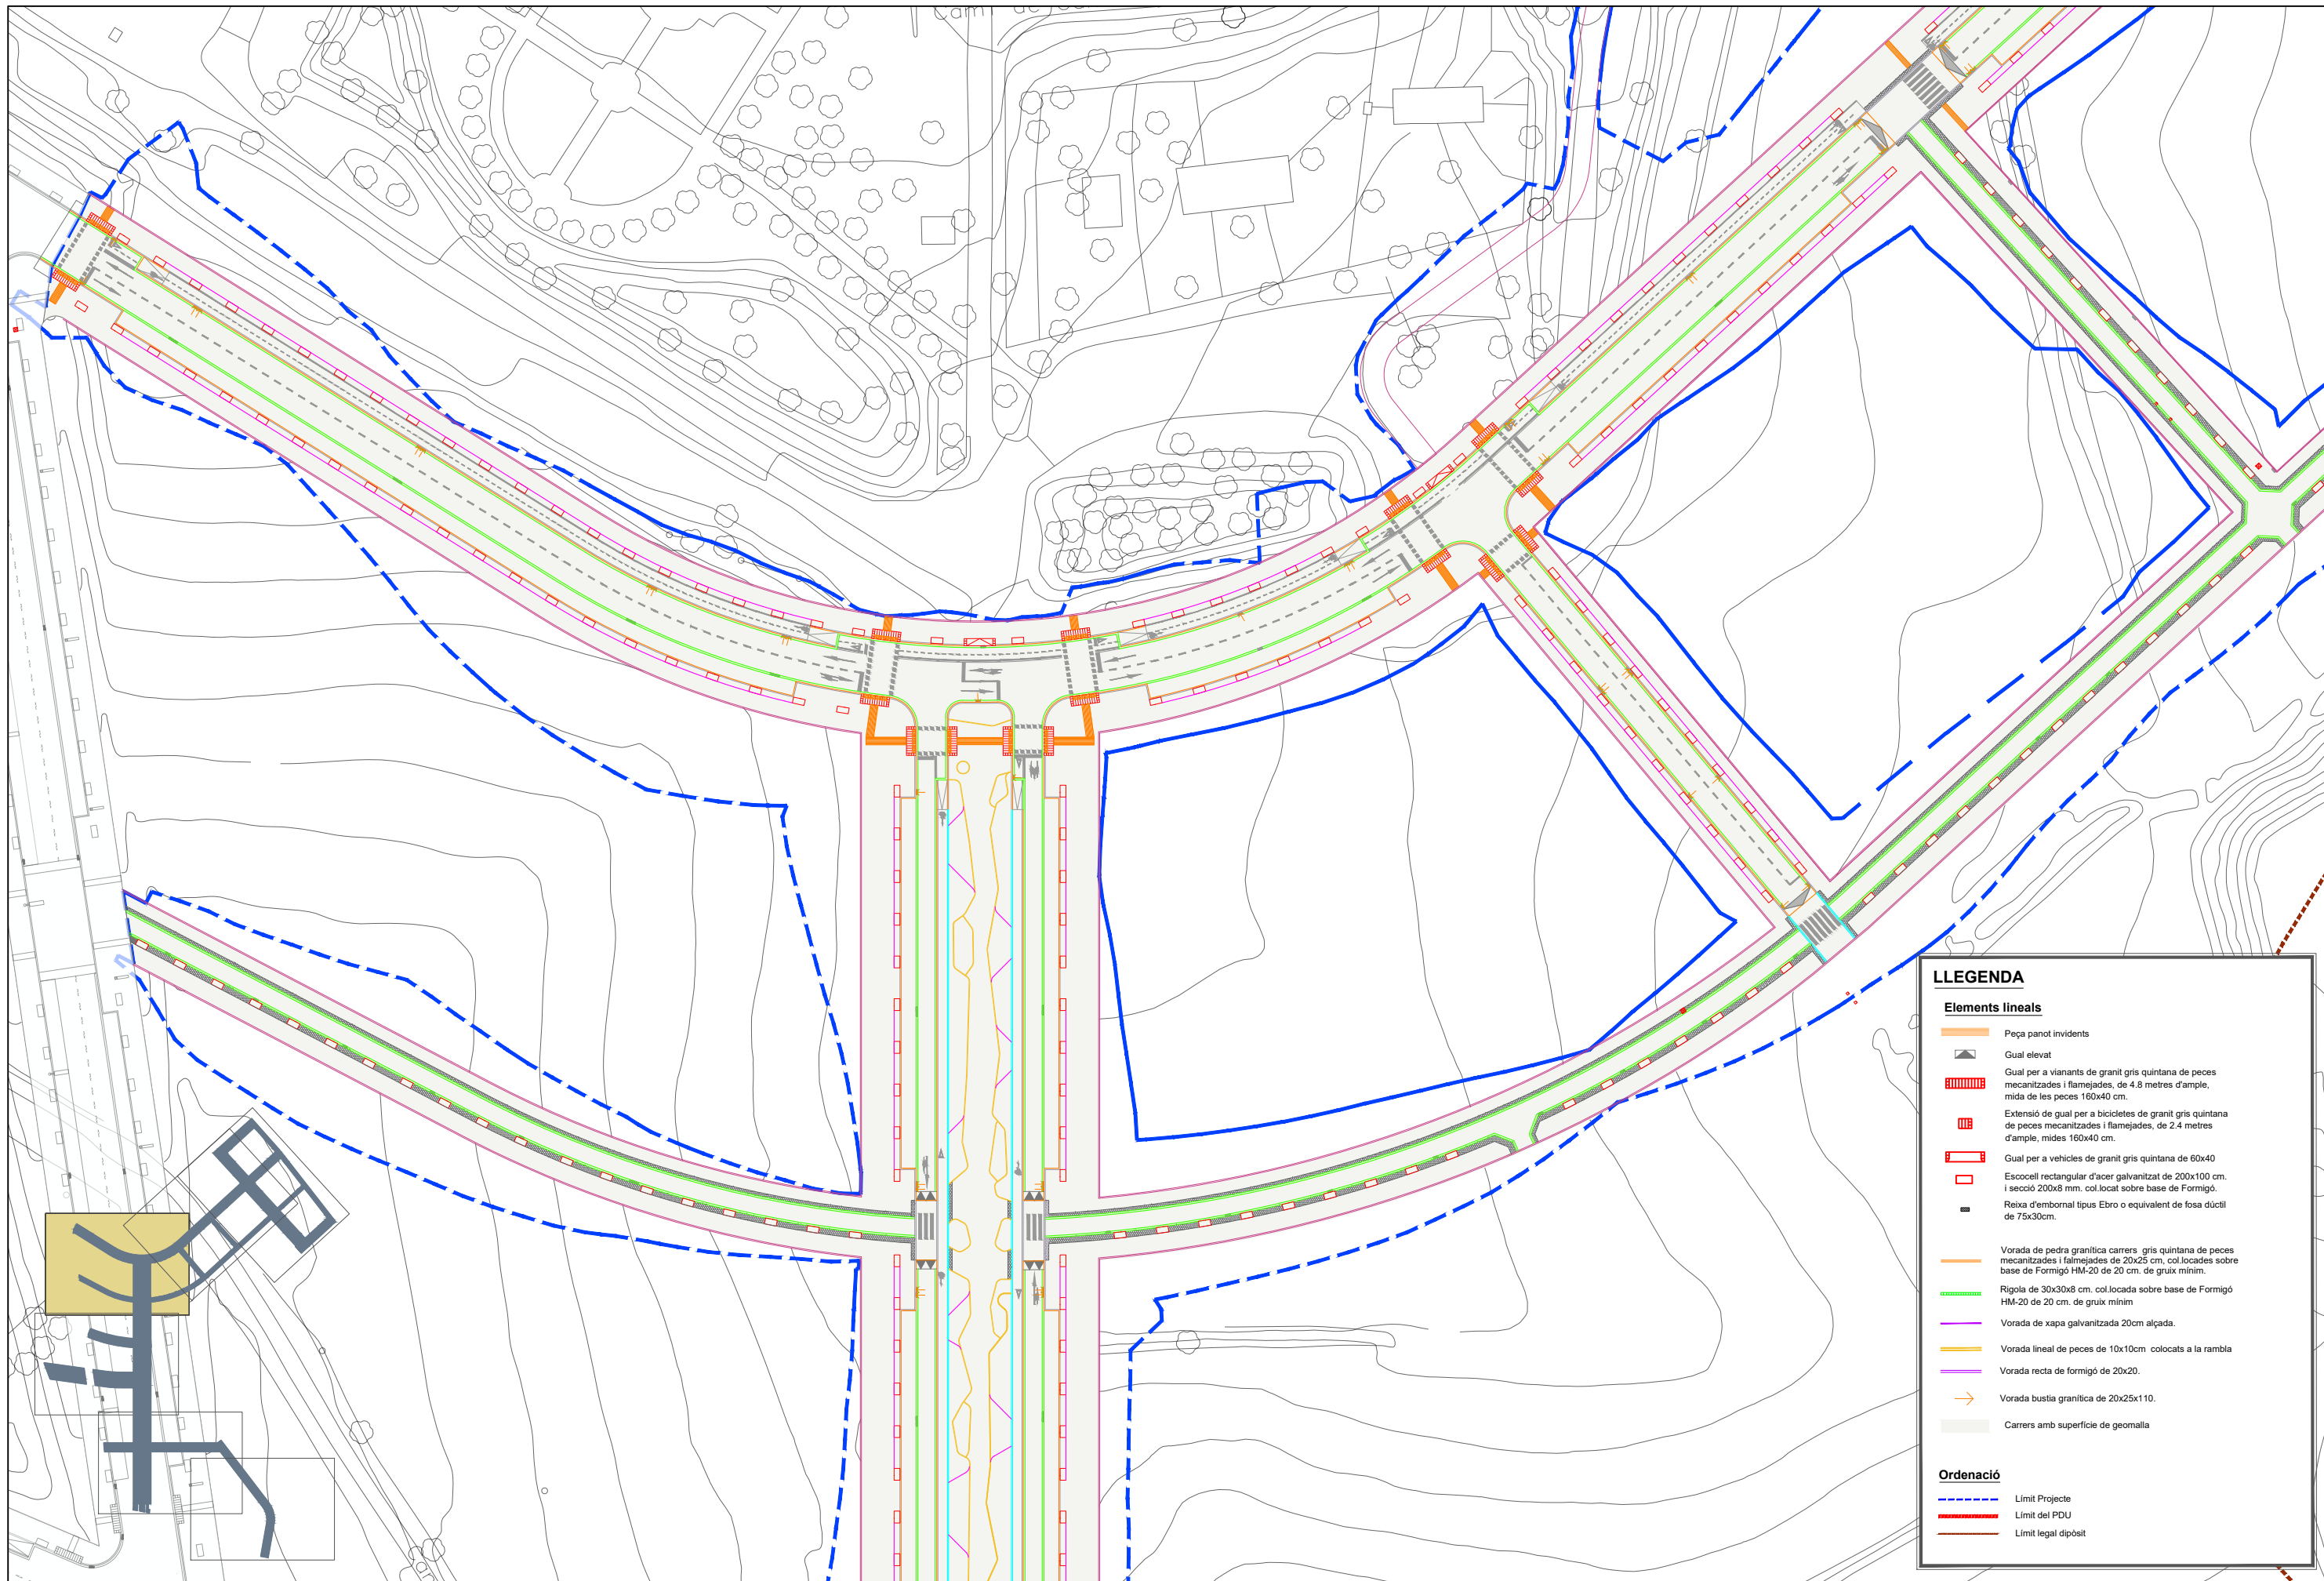 LLEGENDA
Elements lineals
Peça panot invidents
Gual elevat
Gual per a vianants de granit gris quintana de peces
mecanitzades i flamejades, de 4.8 metres d'ample,
mida de les peces 160x40 cm.
Extensió de gual per a bicicletes de granit gris quintana
de peces mecanitzades i flamejades, de 2.4 metres
d'ample, mides 160x40 cm.
Gual per a vehicles de granit gris quintana de 60x40
Escocell rectangular d'acer galvanitzat de 200x100 cm.
i secció 200x8 mm. col.locat sobre base de Formigó.
Reixa d'embornal tipus Ebro o equivalent de fosa dúctil
de 75x30cm.
Vorada de pedra granítica carrers gris quintana de peces
mecanitzades i falmejades de 20x25 cm, col.locades sobre
base de Formigó HM-20 de 20 cm. de gruix mínim.
Rigola de 30x30x8 cm. col.locada sobre base de Formigó
HM-20 de 20 cm. de gruix mínim
Vorada de xapa galvanitzada 20cm alçada.
Vorada lineal de peces de 10x10cm colocats a la rambla
Vorada recta de formigó de 20x20.
Vorada bustia granítica de 20x25x110.
Carrers amb superfície de geomalla
Ordenació
Límit Projecte
Límit del PDU
Límit legal dipòsit